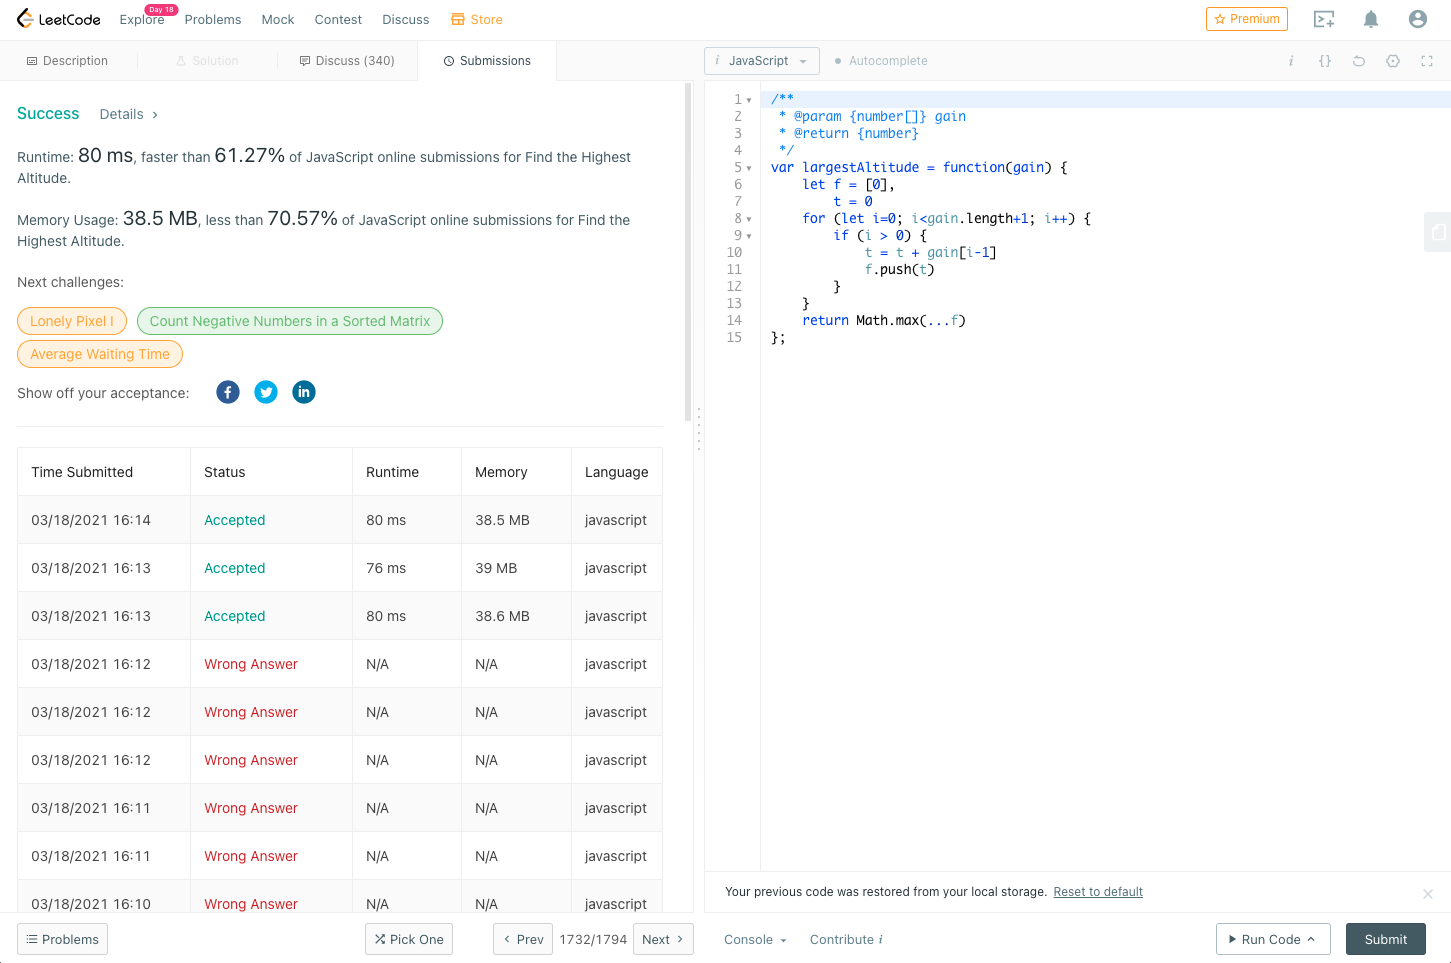 LeetCode Explore Day 18 Problems Mock Contest Discuss Store Premium
Description Solution Discuss (340) Submissions
Success Details >
Runtime: 80 ms, faster than 61.27% of JavaScript online submissions for Find the Highest
Altitude.
Memory Usage: 38.5 MB, less than 70.57% of JavaScript online submissions for Find the
Highest Altitude.
Next challenges:
Lonely Pixel I Count Negative Numbers in a Sorted Matrix
Average Waiting Time
Show off your acceptance: f in
Time Submitted Status Runtime Memory Language
03/18/2021 16:14 Accepted 80 ms 38.5 MB javascript
03/18/2021 16:13 Accepted 76 ms 39 MB javascript
03/18/2021 16:13 Accepted 80 ms 38.6 MB javascript
03/18/2021 16:12 Wrong Answer N/A N/A javascript
03/18/2021 16:12 Wrong Answer N/A N/A javascript
03/18/2021 16:12 Wrong Answer N/A N/A javascript
03/18/2021 16:11 Wrong Answer N/A N/A javascript
03/18/2021 16:11 Wrong Answer N/A N/A javascript
03/18/2021 16:10 Wrong Answer N/A N/A javascript
Problems Pick One < Prev 1732/1794 Next >
i JavaScript Autocomplete i {}
1 /**
2  * @param {number[]} gain
3  * @return {number}
4  */
5 var largestAltitude = function(gain) {
6     let f = [0],
7         t = 0
8     for (let i=0; i<gain.length+1; i++) {
9         if (i > 0) {
10             t = t + gain[i-1]
11             f.push(t)
12         }
13     }
14     return Math.max(...f)
15 };
Your previous code was restored from your local storage. Reset to default
Console Contribute i Run Code Submit